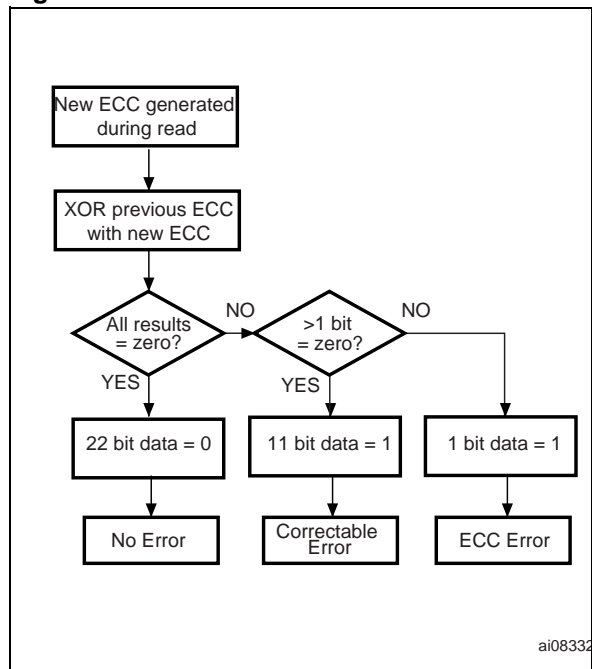 New ECC generated
during read
XOR previous ECC
with new ECC
All results
= zero?
NO
>1 bit
= zero?
NO
YES
YES
22 bit data = 0
11 bit data = 1
1 bit data = 1
No Error
Correctable
Error
ECC Error
ai08332